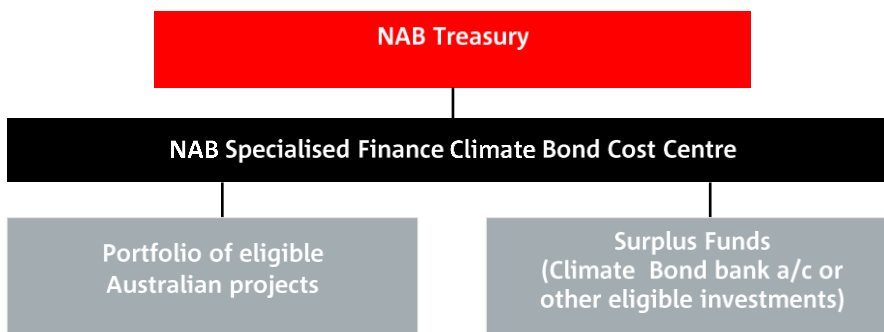 NAB Treasury
NAB Specialised Finance Climate Bond Cost Centre
Portfolio of eligible
Australian projects
Surplus Funds
(Climate Bond bank a/c or
other eligible investments)